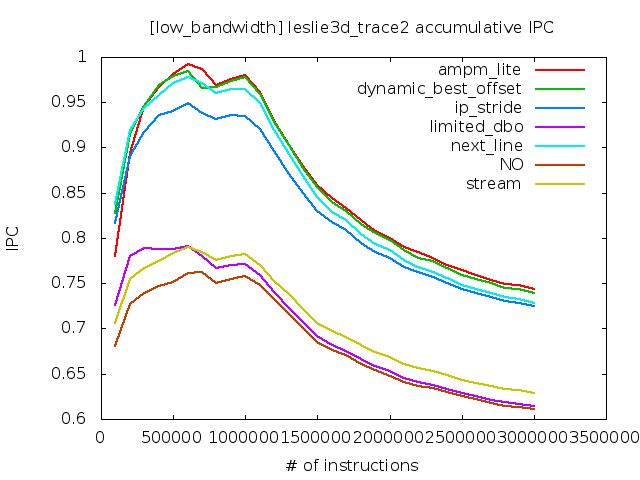 [low_bandwidth] leslie3d_trace2 accumulative IPC
1
0.95
0.9
0.85
0.8
0.75
0.7
0.65
0.6
IPC
ampm_lite
dynamic_best_offset
ip_stride
limited_dbo
next_line
NO
stream
0 500000 1000000 1500000 2000000 2500000 3000000 3500000
# of instructions